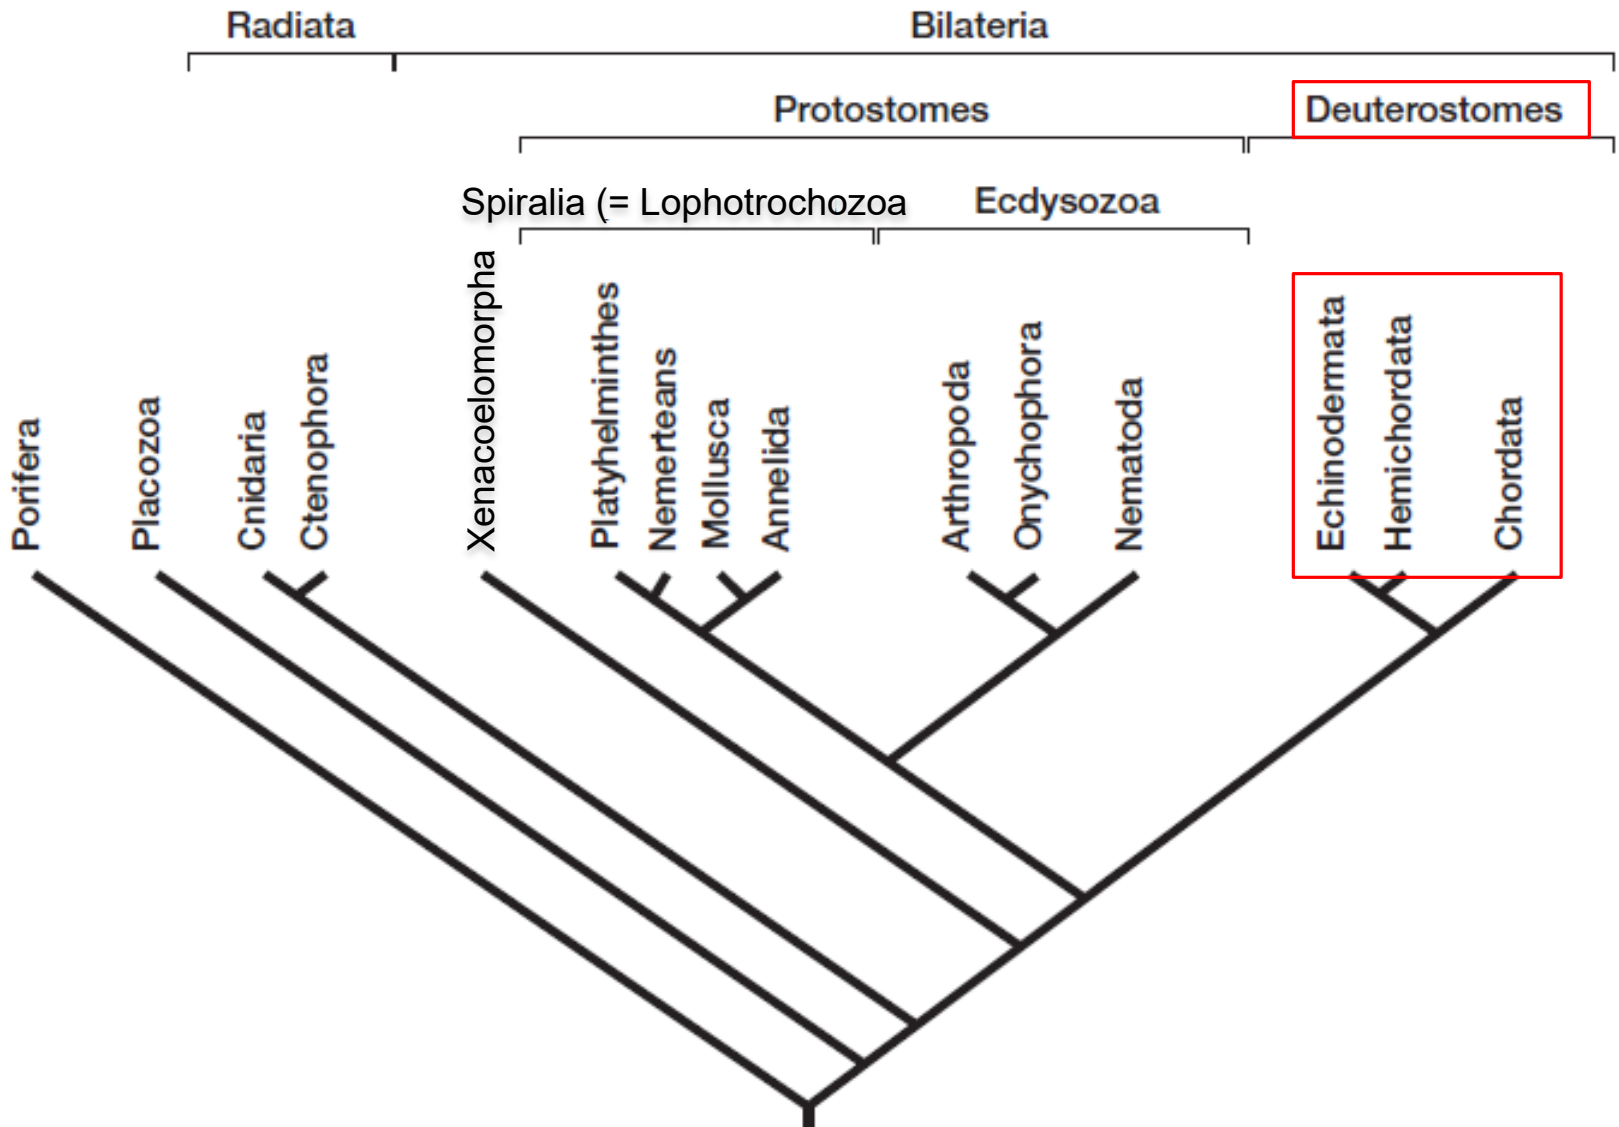 Radiata
Bilateria
Protostomes
Deuterostomes
Spiralia (= Lophotrochozoa
Ecdysozoa
Porifera
Placozoa
Cnidaria
Ctenophora
Xenacoelomorpha
Platyhelminthes
Nemerteans
Mollusca
Annelida
Arthropoda
Onychophora
Nematoda
Echinodermata
Hemichordata
Chordata